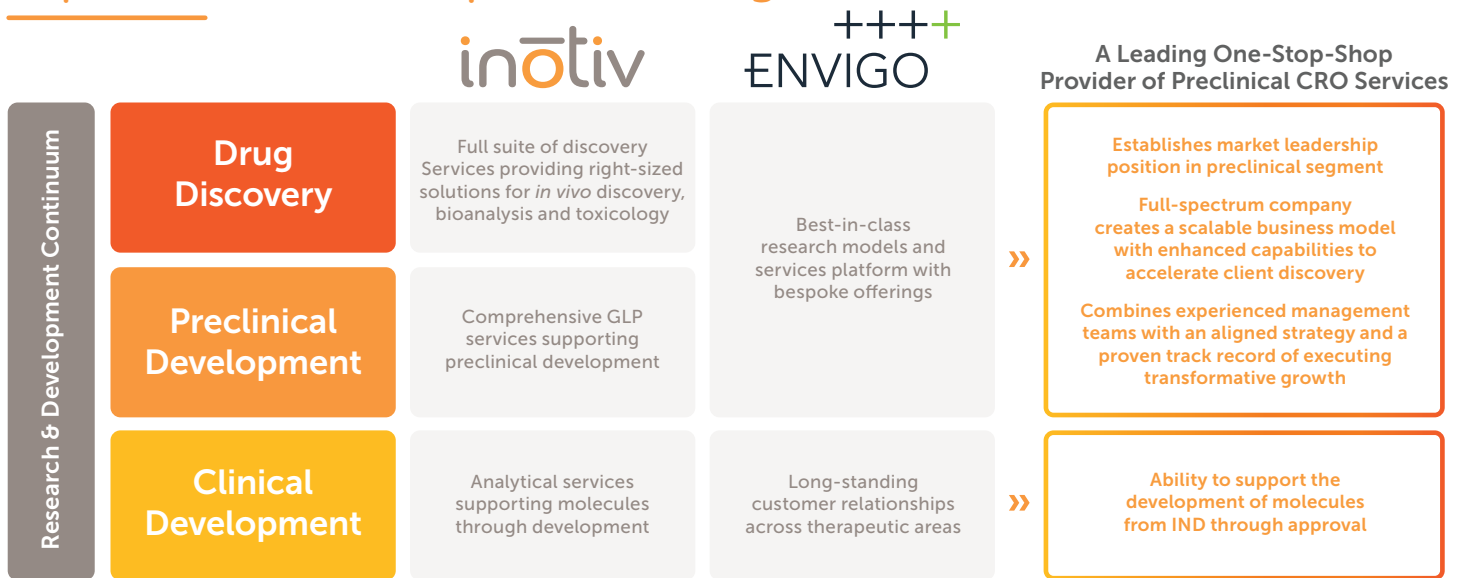 inōtiv
ENVIGO
A Leading One-Stop-Shop
Provider of Preclinical CRO Services
Research & Development Continuum
Drug
Discovery
Full suite of discovery
Services providing right-sized
solutions for in vivo discovery,
bioanalysis and toxicology
Best-in-class
research models and
services platform with
bespoke offerings
»
Establishes market leadership
position in preclinical segment
Full-spectrum company
creates a scalable business model
with enhanced capabilities to
accelerate client discovery
Combines experienced management
teams with an aligned strategy and a
proven track record of executing
transformative growth
Preclinical
Development
Comprehensive GLP
services supporting
preclinical development
Clinical
Development
Analytical services
supporting molecules
through development
Long-standing
customer relationships
across therapeutic areas
»
Ability to support the
development of molecules
from IND through approval